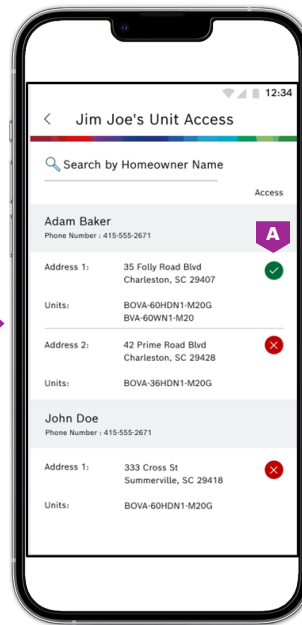 12:34
< Jim Joe's Unit Access
Search by Homeowner Name
Access
Adam Baker
Phone Number : 415-555-2671
A
Address 1: 35 Folly Road Blvd
Charleston, SC 29407
Units: BOVA-60HDN1-M20G
BVA-60WN1-M20
Address 2: 42 Prime Road Blvd
Charleston, SC 29428
Units: BOVA-36HDN1-M20G
John Doe
Phone Number : 415-555-2671
Address 1: 333 Cross St
Summerville, SC 29418
Units: BOVA-60HDN1-M20G